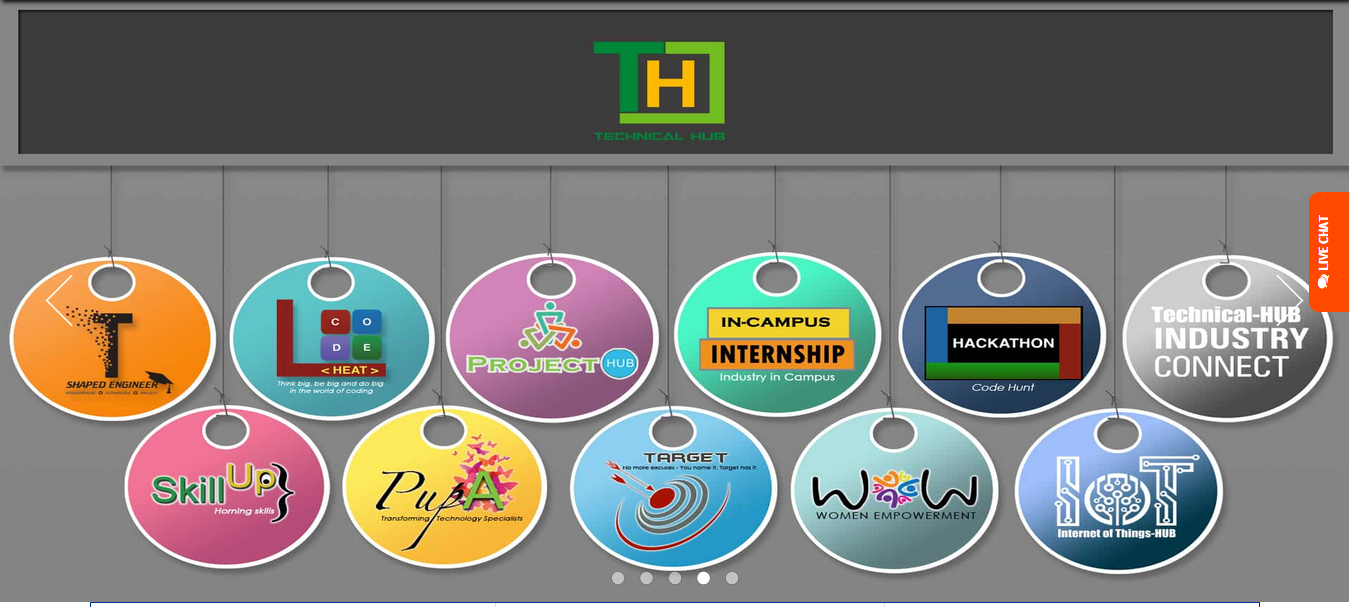 TH
TECHNICAL HUB
LIVE CHAT
T
SHAPED ENGINEER
L
C O
D E
< HEAT >
Think big, be big and do big
in the world of coding
PROJECT HUB
IN-CAMPUS
INTERNSHIP
Industry in Campus
HACKATHON
Code Hunt
Technical-HUB
INDUSTRY
CONNECT
SkillUp}
Horning skills
PupA
Transforming Technology Specialists
TARGET
No more excuses - You name it, Target has it.
WOW
WOMEN EMPOWERMENT
IOT
Internet of Things-HUB